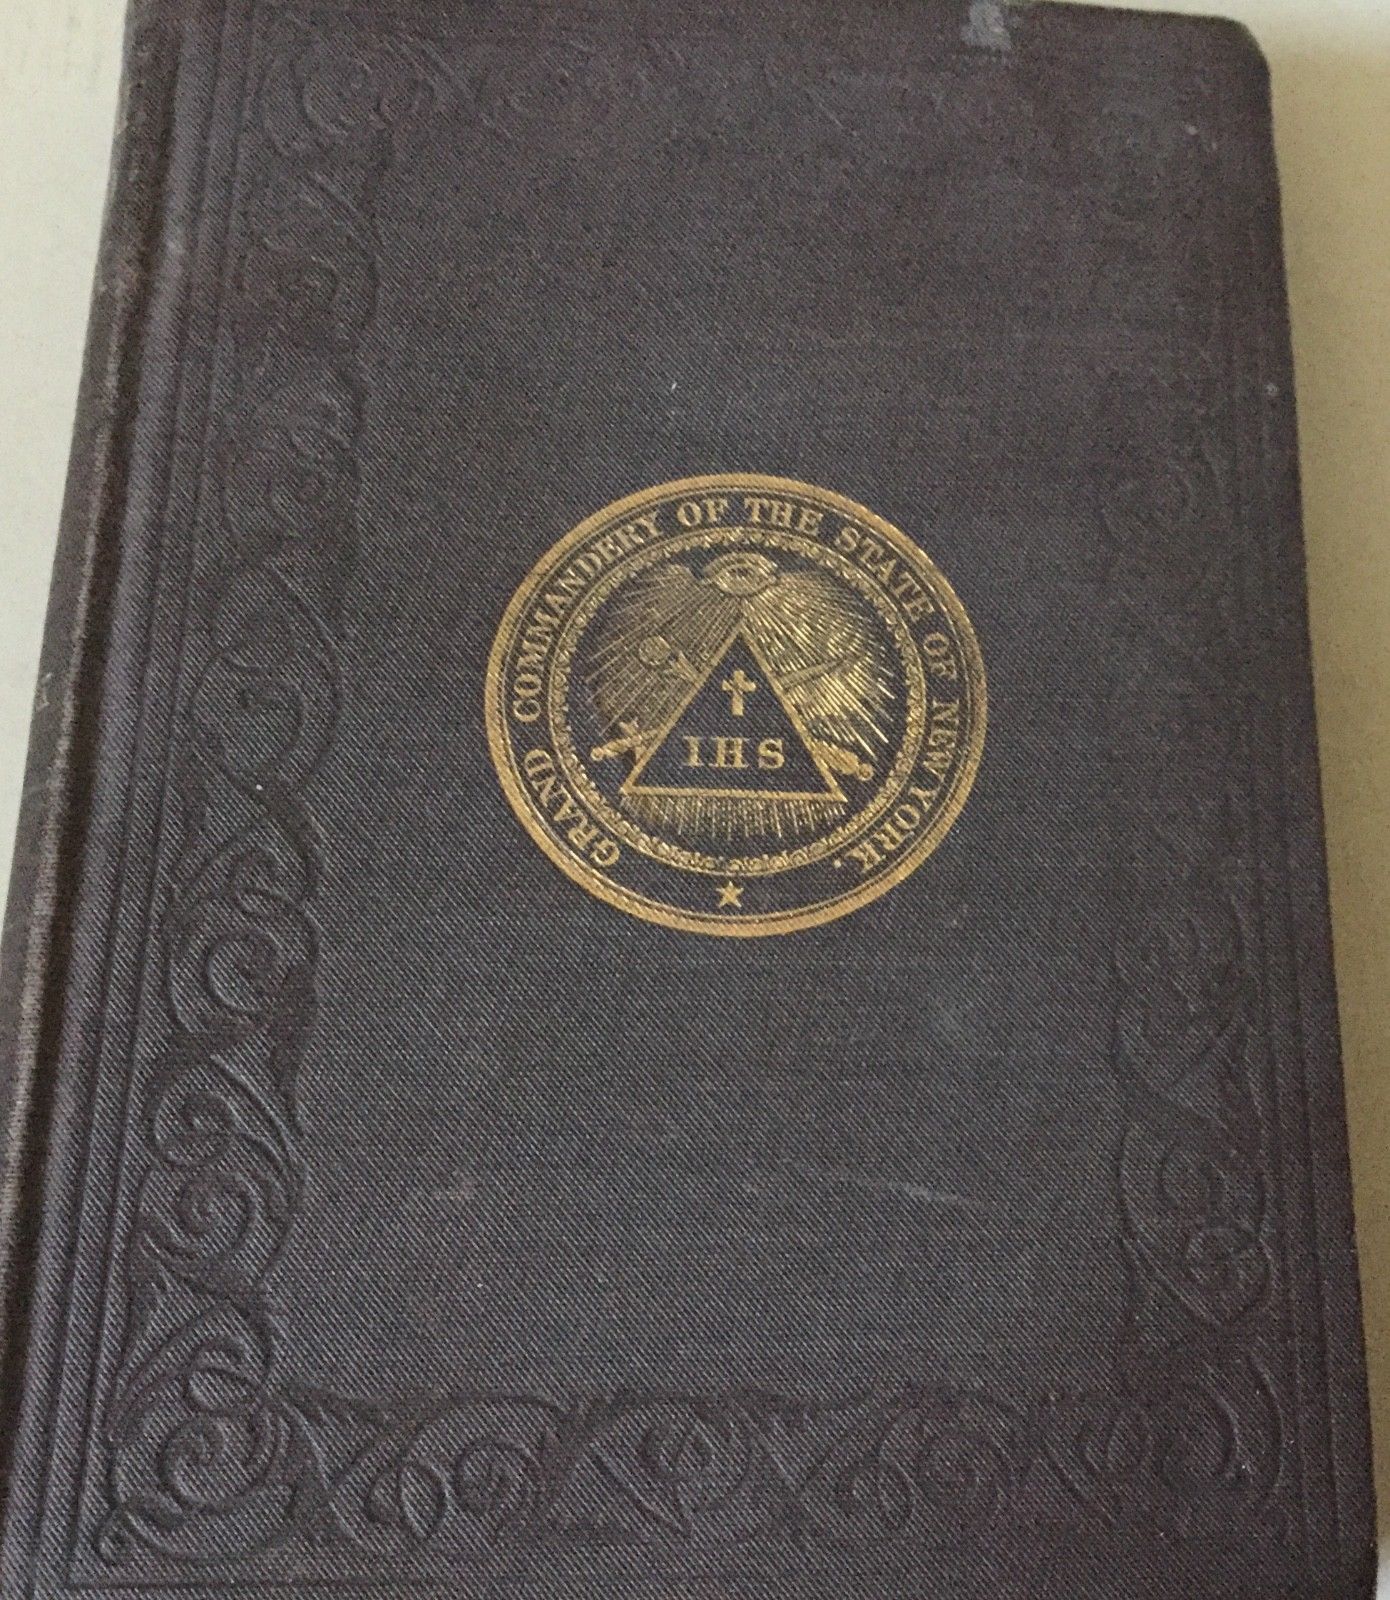 GRAND COMMANDERY OF THE STATE OF NEW YORK.
IHS